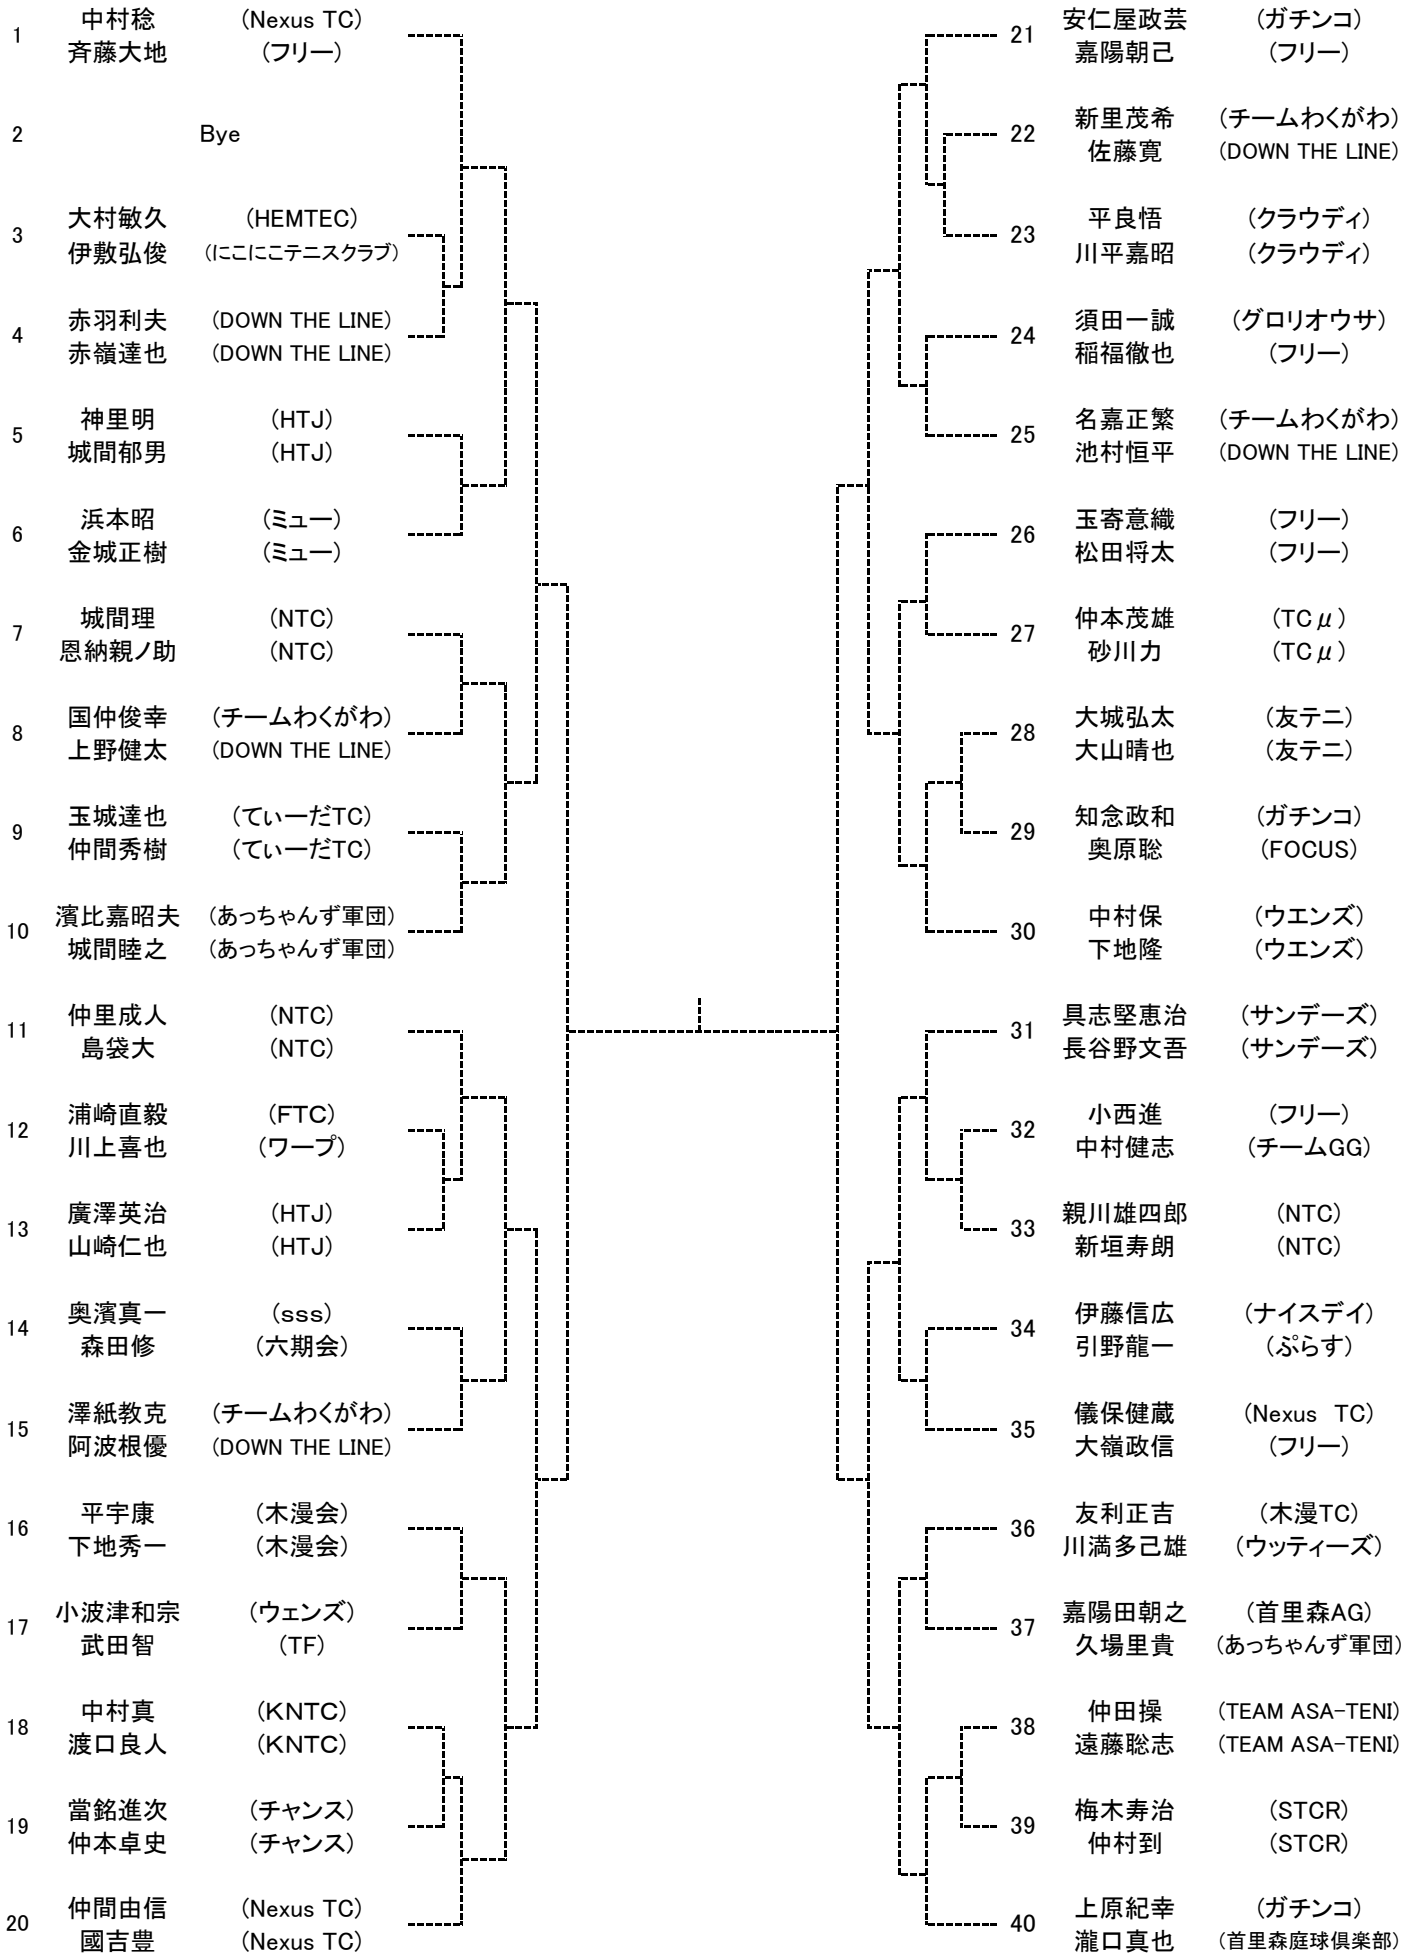 1 中村稔 (Nexus TC)
斉藤大地 (フリー)
2 Bye
3 大村敏久 (HEMTEC)
伊敷弘俊 (にこにこテニスクラブ)
4 赤羽利夫 (DOWN THE LINE)
赤嶺達也 (DOWN THE LINE)
5 神里明 (HTJ)
城間郁男 (HTJ)
6 浜本昭 (ミュー)
金城正樹 (ミュー)
7 城間理 (NTC)
恩納親ノ助 (NTC)
8 国仲俊幸 (チームわくがわ)
上野健太 (DOWN THE LINE)
9 玉城達也 (てぃーだTC)
仲間秀樹 (てぃーだTC)
10 濱比嘉昭夫 (あっちゃんず軍団)
城間睦之 (あっちゃんず軍団)
11 仲里成人 (NTC)
島袋大 (NTC)
12 浦崎直毅 (FTC)
川上喜也 (ワープ)
13 廣澤英治 (HTJ)
山崎仁也 (HTJ)
14 奥濱真一 (sss)
森田修 (六期会)
15 澤紙教克 (チームわくがわ)
阿波根優 (DOWN THE LINE)
16 平宇康 (木漫会)
下地秀一 (木漫会)
17 小波津和宗 (ウェンズ)
武田智 (TF)
18 中村真 (KNTC)
渡口良人 (KNTC)
19 當銘進次 (チャンス)
仲本卓史 (チャンス)
20 仲間由信 (Nexus TC)
國吉豊 (Nexus TC)
21 安仁屋政芸 (ガチンコ)
嘉陽朝己 (フリー)
22 新里茂希 (チームわくがわ)
佐藤寛 (DOWN THE LINE)
23 平良悟 (クラウディ)
川平嘉昭 (クラウディ)
24 須田一誠 (グロリオウサ)
稲福徹也 (フリー)
25 名嘉正繁 (チームわくがわ)
池村恒平 (DOWN THE LINE)
26 玉寄意織 (フリー)
松田将太 (フリー)
27 仲本茂雄 (TCμ)
砂川力 (TCμ)
28 大城弘太 (友テニ)
大山晴也 (友テニ)
29 知念政和 (ガチンコ)
奥原聡 (FOCUS)
30 中村保 (ウエンズ)
下地隆 (ウエンズ)
31 具志堅恵治 (サンデーズ)
長谷野文吾 (サンデーズ)
32 小西進 (フリー)
中村健志 (チームGG)
33 親川雄四郎 (NTC)
新垣寿朗 (NTC)
34 伊藤信広 (ナイスデイ)
引野龍一 (ぷらす)
35 儀保健蔵 (Nexus TC)
大嶺政信 (フリー)
36 友利正吉 (木漫TC)
川満多己雄 (ウッティーズ)
37 嘉陽田朝之 (首里森AG)
久場里貴 (あっちゃんず軍団)
38 仲田操 (TEAM ASA-TENI)
遠藤聡志 (TEAM ASA-TENI)
39 梅木寿治 (STCR)
仲村到 (STCR)
40 上原紀幸 (ガチンコ)
瀧口真也 (首里森庭球倶楽部)